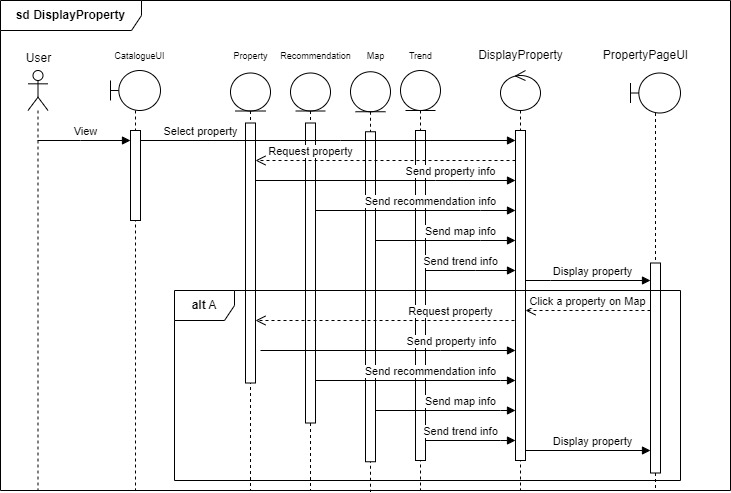 sd DisplayProperty
User
CatalogueUI
Property
Recommendation
Map
Trend
DisplayProperty
PropertyPageUI
View
Select property
Request property
Send property info
Send recommendation info
Send map info
Send trend info
Display property
alt A
Click a property on Map
Request property
Send property info
Send recommendation info
Send map info
Send trend info
Display property